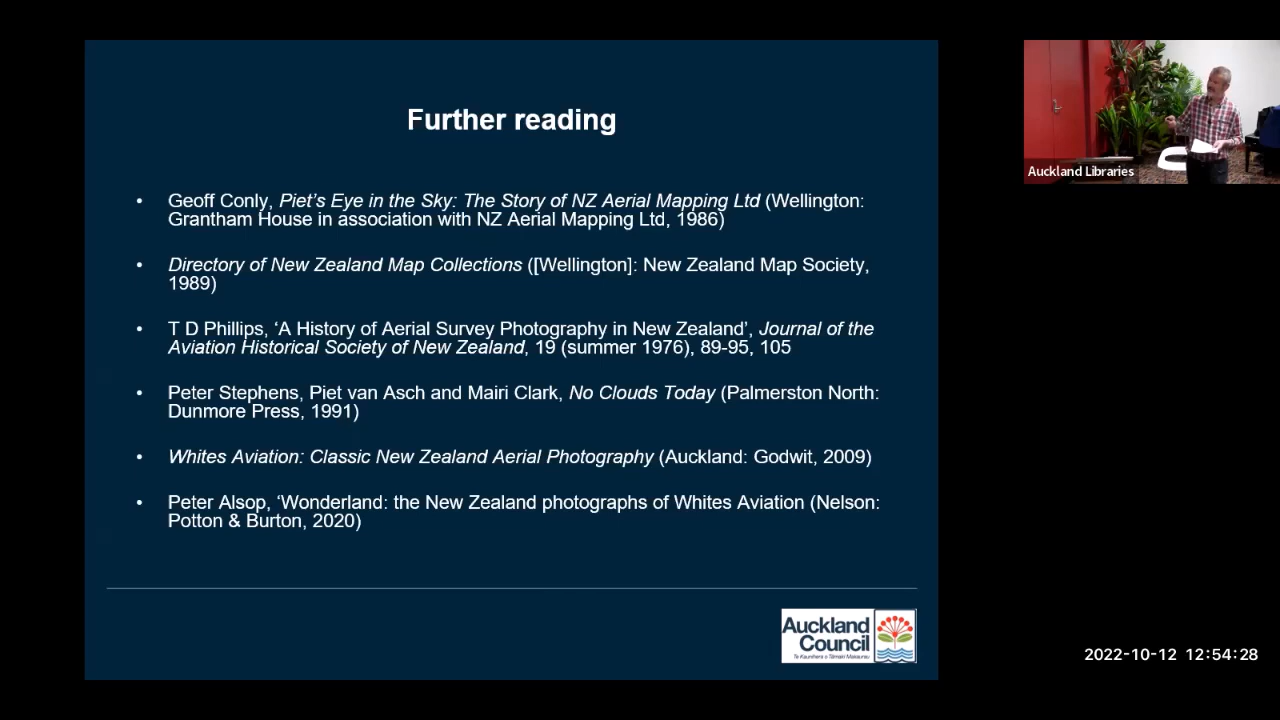 Further reading
• Geoff Conly, Piet's Eye in the Sky: The Story of NZ Aerial Mapping Ltd (Wellington:
Grantham House in association with NZ Aerial Mapping Ltd, 1986)
• Directory of New Zealand Map Collections ([Wellington]: New Zealand Map Society,
1989)
• T D Phillips, ‘A History of Aerial Survey Photography in New Zealand’, Journal of the
Aviation Historical Society of New Zealand, 19 (summer 1976), 89-95, 105
• Peter Stephens, Piet van Asch and Mairi Clark, No Clouds Today (Palmerston North:
Dunmore Press, 1991)
• Whites Aviation: Classic New Zealand Aerial Photography (Auckland: Godwit, 2009)
• Peter Alsop, ‘Wonderland: the New Zealand photographs of Whites Aviation (Nelson:
Potton & Burton, 2020)
Auckland
Council
Te Kaunihera o Tāmaki Makaurau
Auckland Libraries
2022-10-12 12:54:28